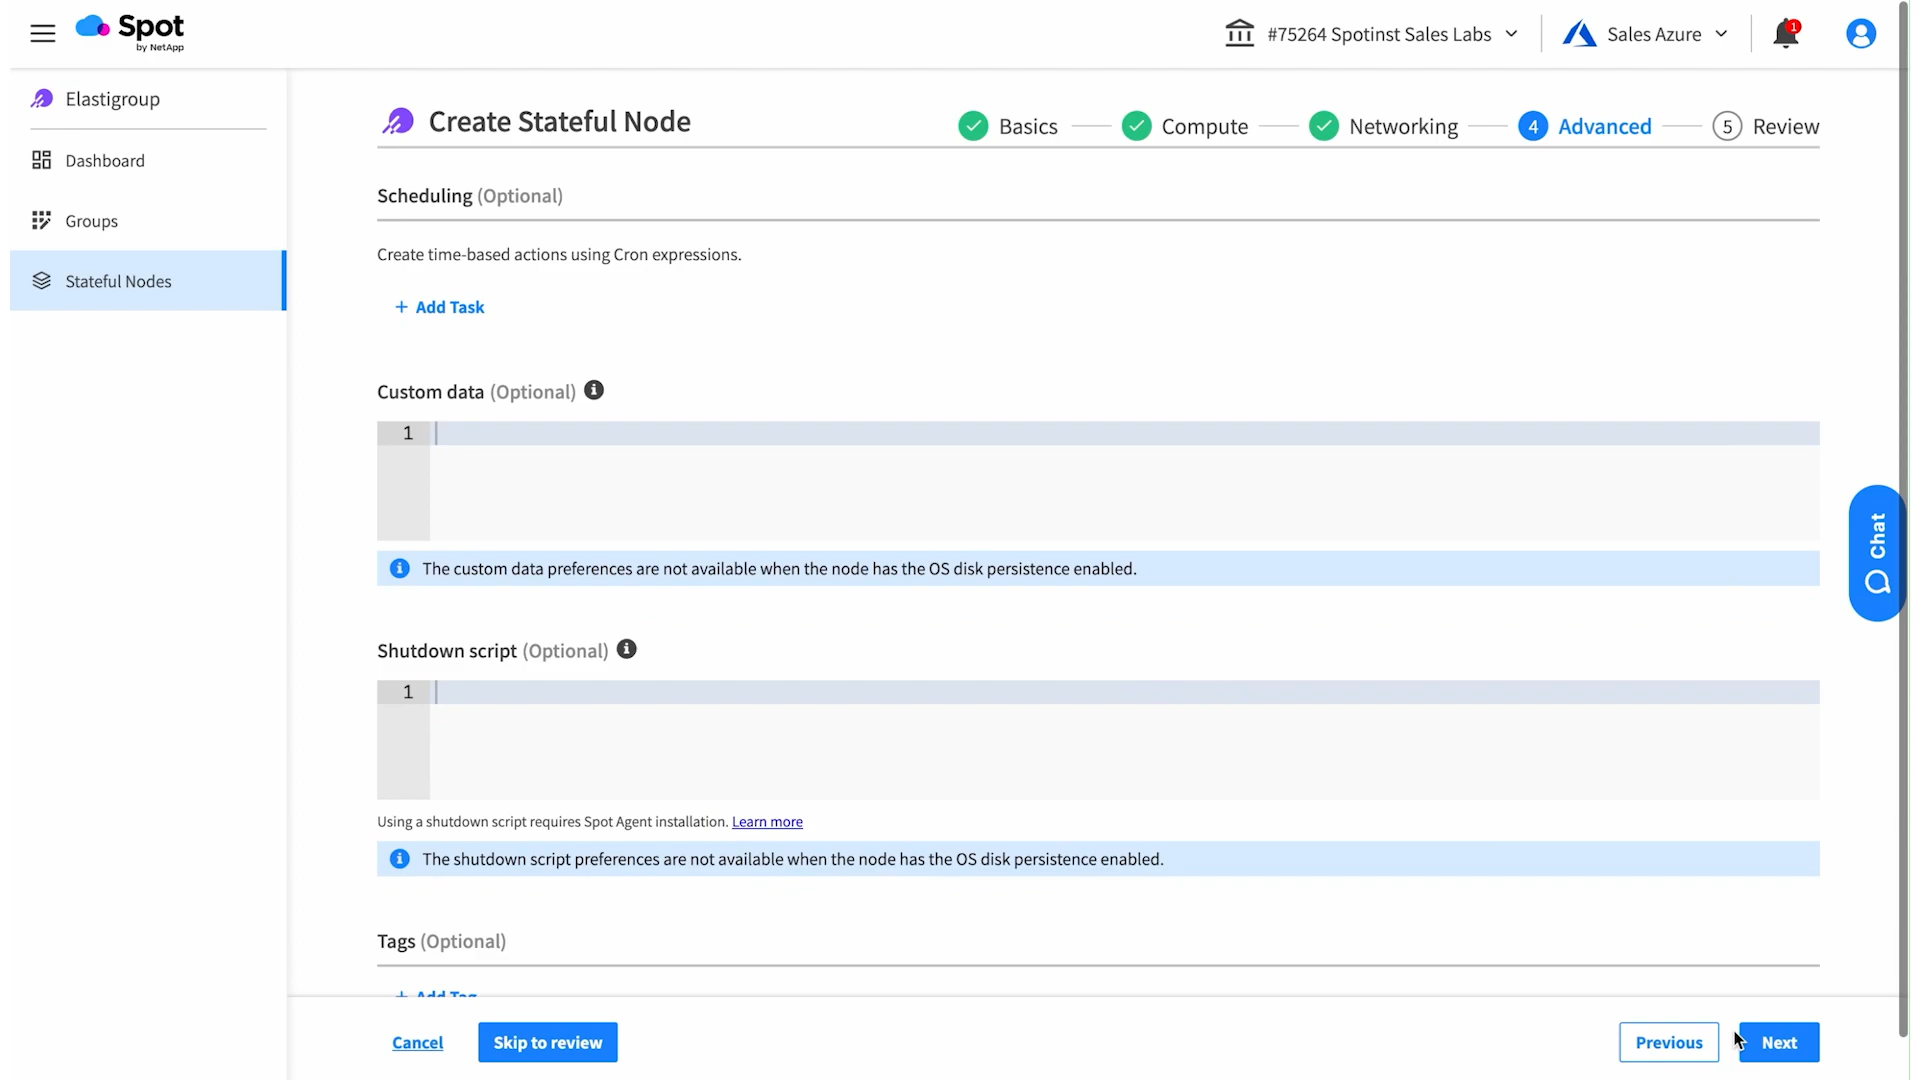 Spot
by NetApp
#75264 Spotinst Sales Labs
Sales Azure
1
Elastigroup
Dashboard
Groups
Stateful Nodes
Create Stateful Node
Basics
Compute
Networking
4 Advanced
5 Review
Scheduling (Optional)
Create time-based actions using Cron expressions.
+ Add Task
Custom data (Optional)
1
The custom data preferences are not available when the node has the OS disk persistence enabled.
Shutdown script (Optional)
1
Using a shutdown script requires Spot Agent installation. Learn more
The shutdown script preferences are not available when the node has the OS disk persistence enabled.
Tags (Optional)
+ Add Tag
Cancel
Skip to review
Previous
Next
Chat